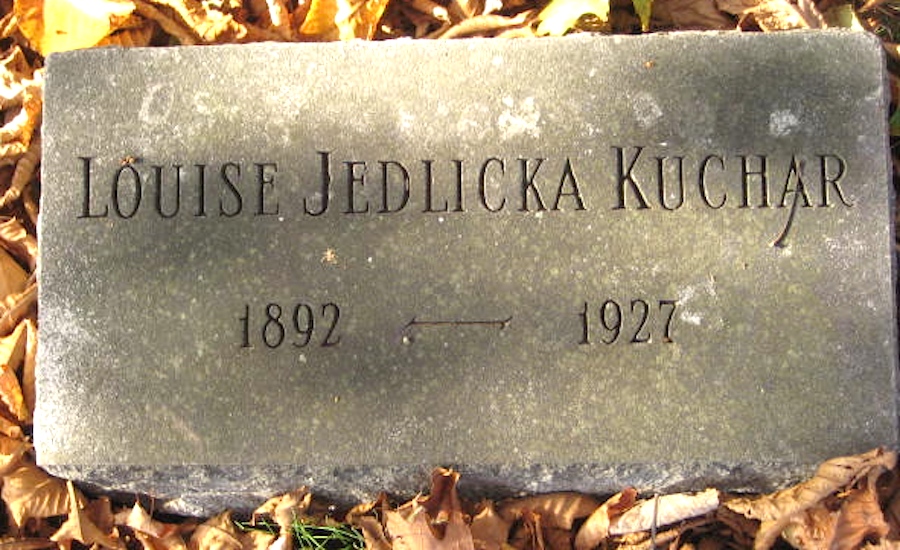 LOUISE JEDLICKA KUCHAR
1892 — 1927